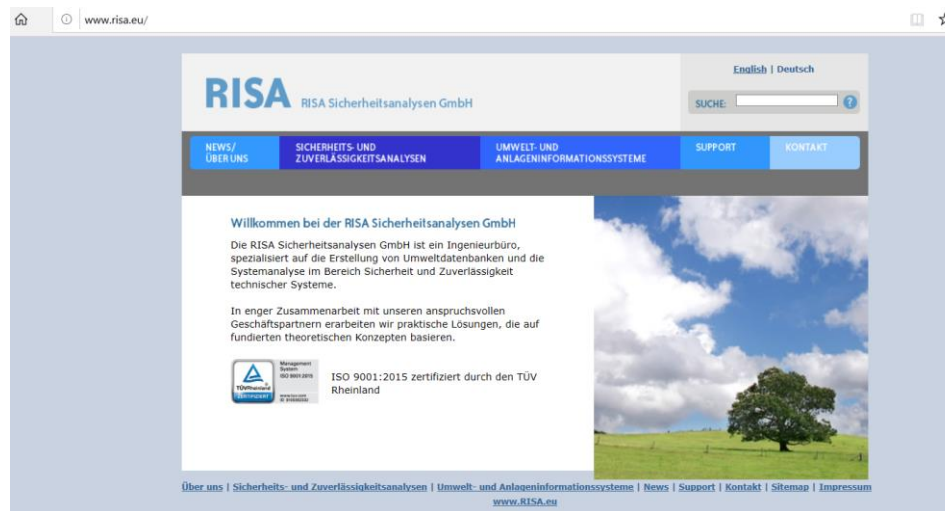 www.risa.eu/
English | Deutsch
RISA RISA Sicherheitsanalysen GmbH
SUCHE: ?
NEWS/
ÜBER UNS
SICHERHEITS- UND
ZUVERLÄSSIGKEITSANALYSEN
UMWELT- UND
ANLAGENINFORMATIONSSYSTEME
SUPPORT
KONTAKT
Willkommen bei der RISA Sicherheitsanalysen GmbH
Die RISA Sicherheitsanalysen GmbH ist ein Ingenieurbüro,
spezialisiert auf die Erstellung von Umweltdatenbanken und die
Systemanalyse im Bereich Sicherheit und Zuverlässigkeit
technischer Systeme.
In enger Zusammenarbeit mit unseren anspruchsvollen
Geschäftspartnern erarbeiten wir praktische Lösungen, die auf
fundierten theoretischen Konzepten basieren.
TÜVRheinland
ZERTIFIZIERT
Management
System
ISO 9001:2015
www.tuv.com
ISO 9001:2015 zertifiziert durch den TÜV
Rheinland
Über uns | Sicherheits- und Zuverlässigkeitsanalysen | Umwelt- und Anlageninformationssysteme | News | Support | Kontakt | Sitemap | Impressum
www.RISA.eu